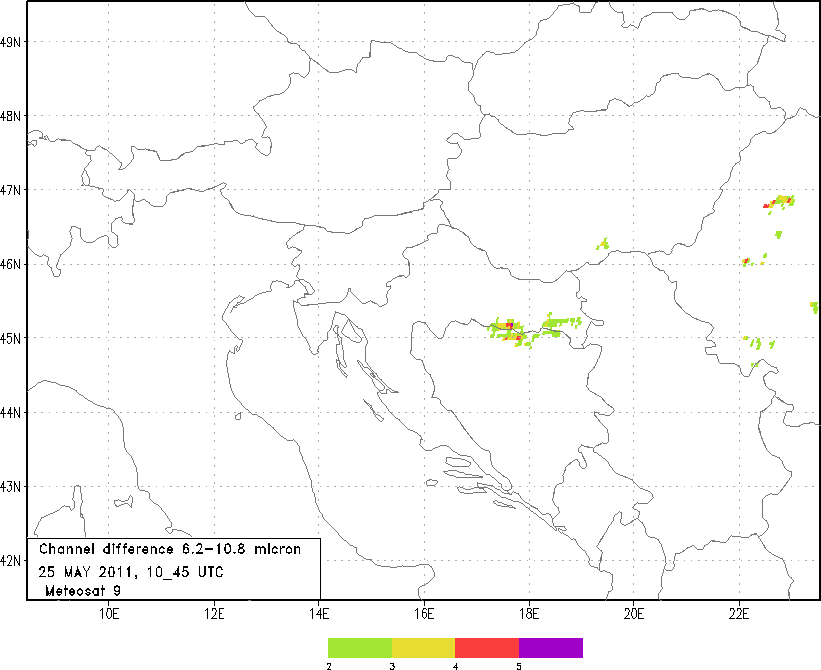 49N
48N
47N
46N
45N
44N
43N
42N
Channel difference 6.2-10.8 micron
25 MAY 2011, 10_45 UTC
Meteosat 9
10E 12E 14E 16E 18E 20E 22E
2 3 4 5